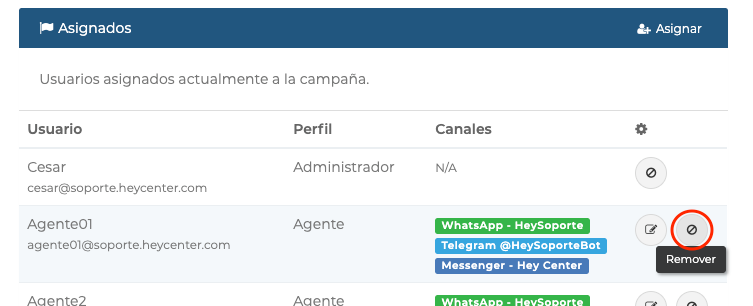 Asignados
Asignar
Usuarios asignados actualmente a la campaña.
Usuario Perfil Canales
Cesar Administrador N/A
cesar@soporte.heycenter.com
Agente01 Agente WhatsApp - HeySoporte
agente01@soporte.heycenter.com Telegram @HeySoporteBot
Messenger - Hey Center
Remover
Agente2 Agente WhatsApp - HeySoporte